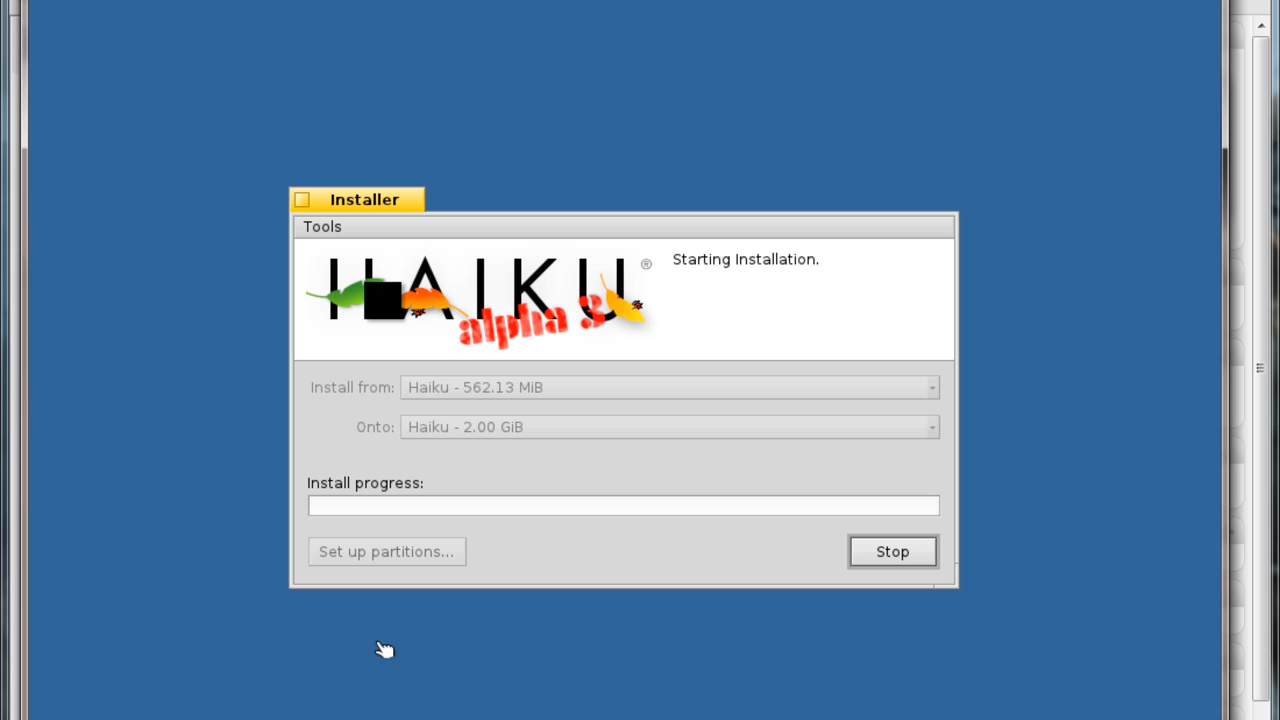 Installer
Tools
HAIKU ®
alpha 3
Starting Installation.
Install from: Haiku - 562.13 MiB
Onto: Haiku - 2.00 GiB
Install progress:
Set up partitions...
Stop